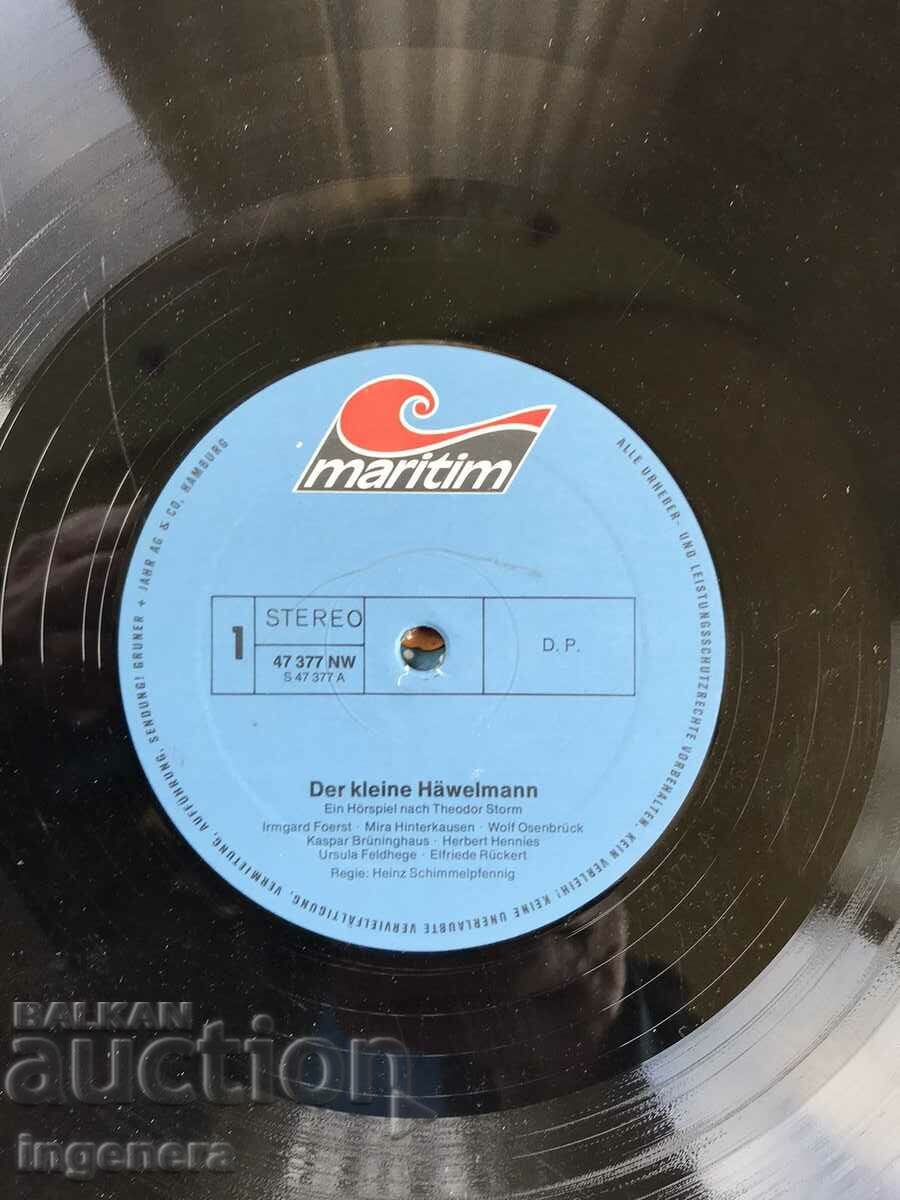 maritim
ALLE URHEBER- UND LEISTUNGSSCHUTZRECHTE VORBEHALTEN. KEIN VERLEIH! KEINE UNERLAUBTE VERVIELFÄLTIGUNG, VERMIETUNG, AUFFÜHRUNG, SENDUNG! GRUNER + JAHR AG & CO, HAMBURG
1
STEREO
47 377 NW
S 47 377 A
D. P.
Der kleine Häwelmann
Ein Hörspiel nach Theodor Storm
Irmgard Foerst · Mira Hinterkausen · Wolf Osenbrück
Kaspar Brüninghaus · Herbert Hennies
Ursula Feldhege · Elfriede Rückert
Regie: Heinz Schimmelpfennig
BALKAN
auction
ingenera